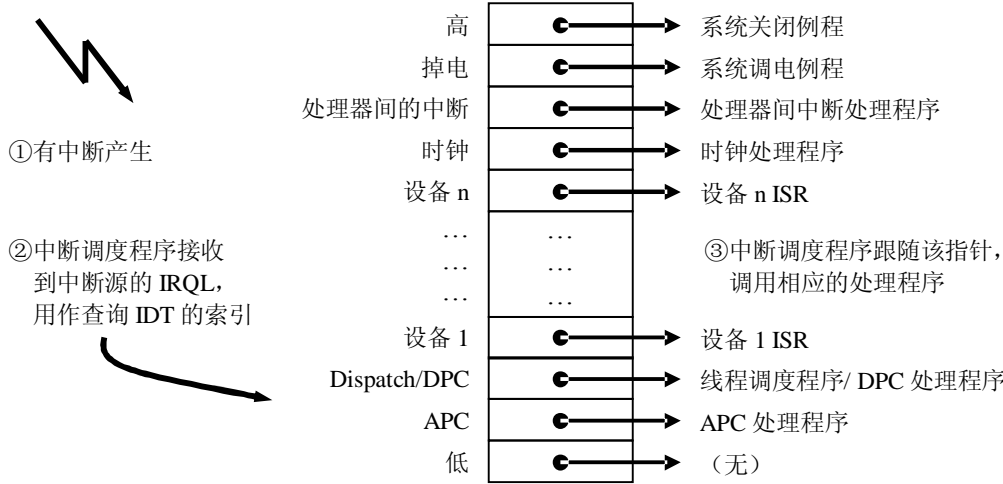 高 系统关闭例程
掉电 系统调电例程
处理器间的中断 处理器间中断处理程序
①有中断产生 时钟 时钟处理程序
设备 n 设备 n ISR
… …
②中断调度程序接收 ③中断调度程序跟随该指针，
到中断源的 IRQL， … … 调用相应的处理程序
用作查询 IDT 的索引 … …
设备 1 设备 1 ISR
Dispatch/DPC 线程调度程序/ DPC 处理程序
APC APC 处理程序
低 （无）